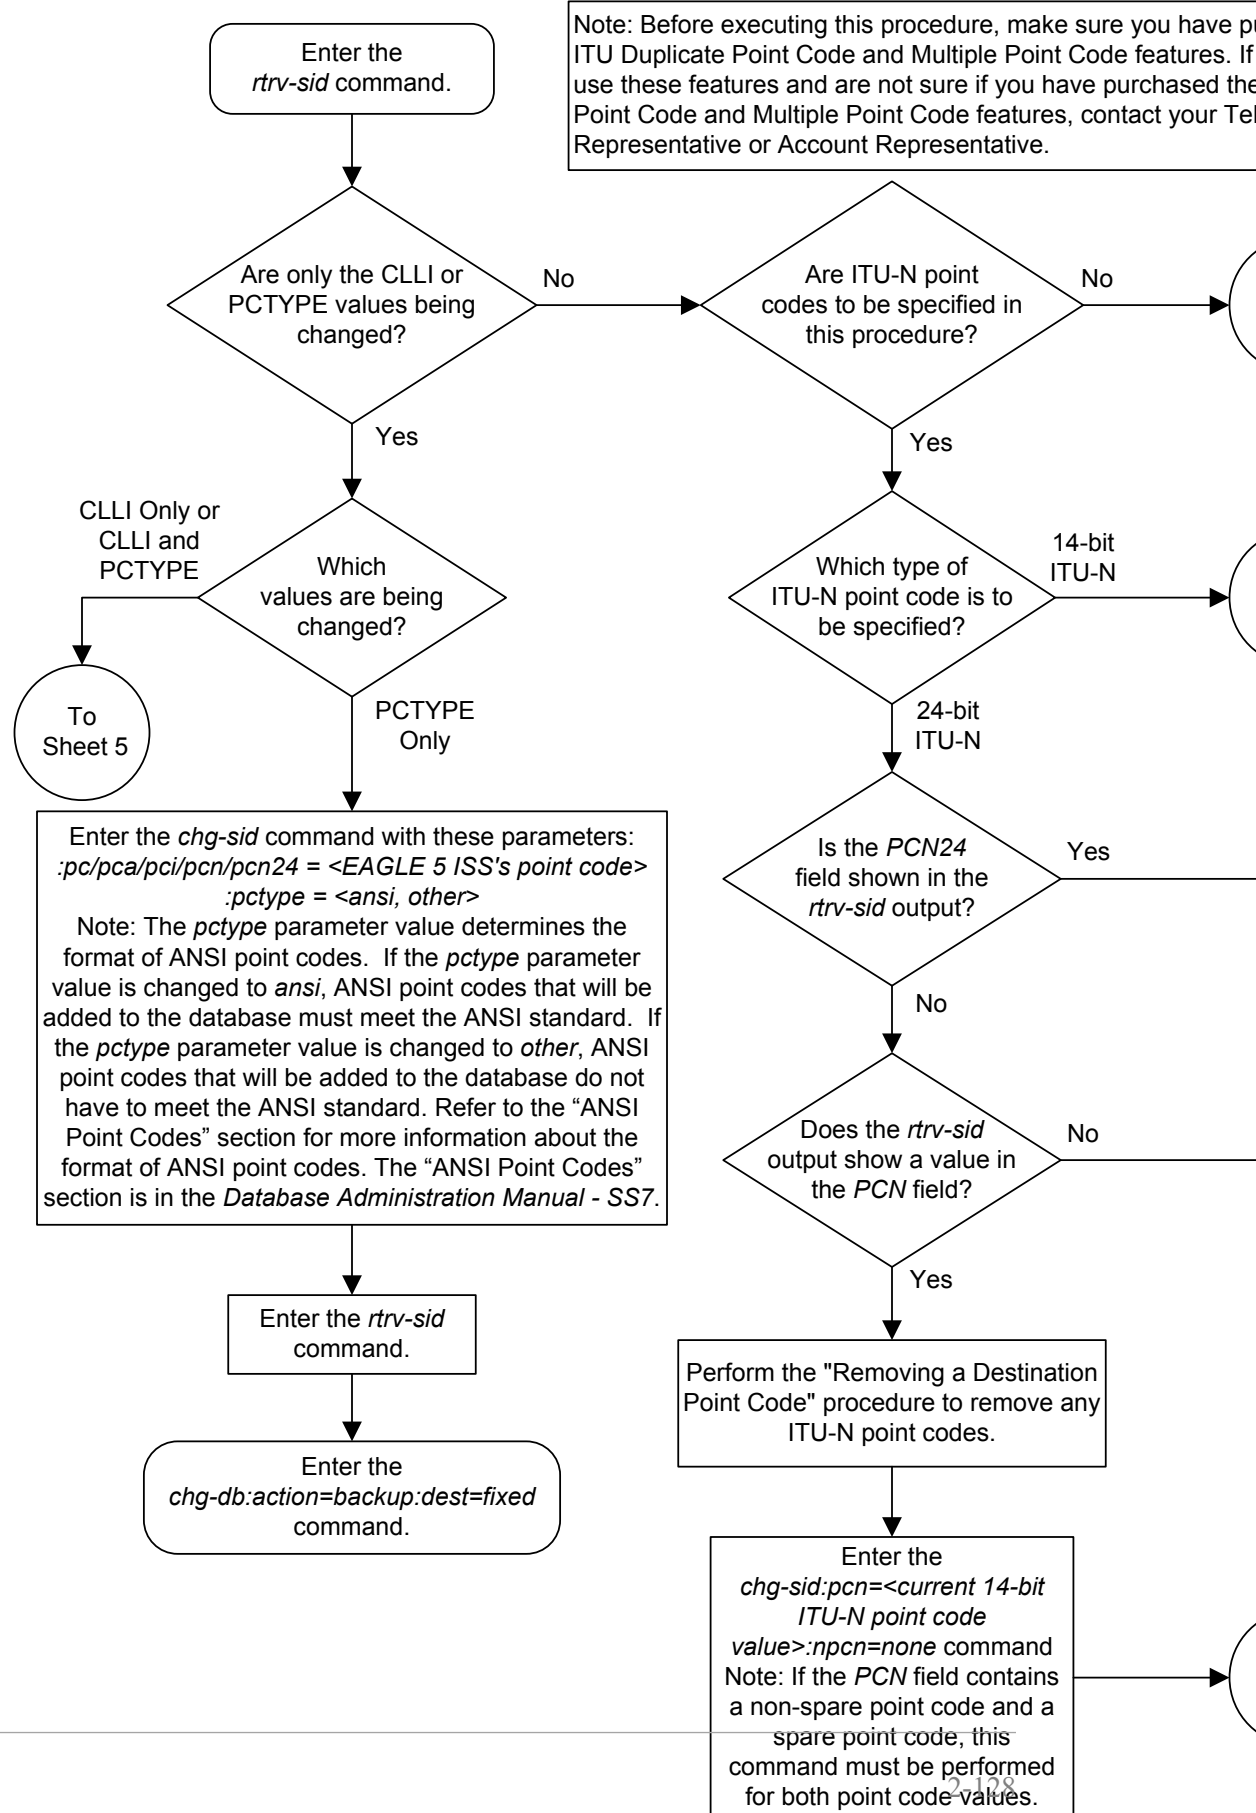 Note: Before executing this procedure, make sure you have
ITU Duplicate Point Code and Multiple Point Code features. If
use these features and are not sure if you have purchased
Point Code and Multiple Point Code features, contact your
Representative or Account Representative.
Enter the
rtrv-sid command.
Are only the CLLI or
PCTYPE values being
changed?
No
Yes
Are ITU-N point
codes to be specified in
this procedure?
No
Yes
CLLI Only or
CLLI and
PCTYPE
Which
values are being
changed?
To
Sheet 5
PCTYPE
Only
Which type of
ITU-N point code is to
be specified?
14-bit
ITU-N
24-bit
ITU-N
Enter the chg-sid command with these parameters:
:pc/pca/pci/pcn/pcn24 = <EAGLE 5 ISS's point code>
:pctype = <ansi, other>
Note: The pctype parameter value determines the
format of ANSI point codes. If the pctype parameter
value is changed to ansi, ANSI point codes that will be
added to the database must meet the ANSI standard. If
the pctype parameter value is changed to other, ANSI
point codes that will be added to the database do not
have to meet the ANSI standard. Refer to the “ANSI
Point Codes” section for more information about the
format of ANSI point codes. The “ANSI Point Codes”
section is in the Database Administration Manual - SS7.
Is the PCN24
field shown in the
rtrv-sid output?
Yes
No
Does the rtrv-sid
output show a value in
the PCN field?
No
Yes
Enter the rtrv-sid
command.
Enter the
chg-db:action=backup:dest=fixed
command.
Perform the "Removing a Destination
Point Code" procedure to remove any
ITU-N point codes.
Enter the
chg-sid:pcn=<current 14-bit
ITU-N point code
value>:npcn=none command
Note: If the PCN field contains
a non-spare point code and a
spare point code, this
command must be performed
for both point code values.
2-128